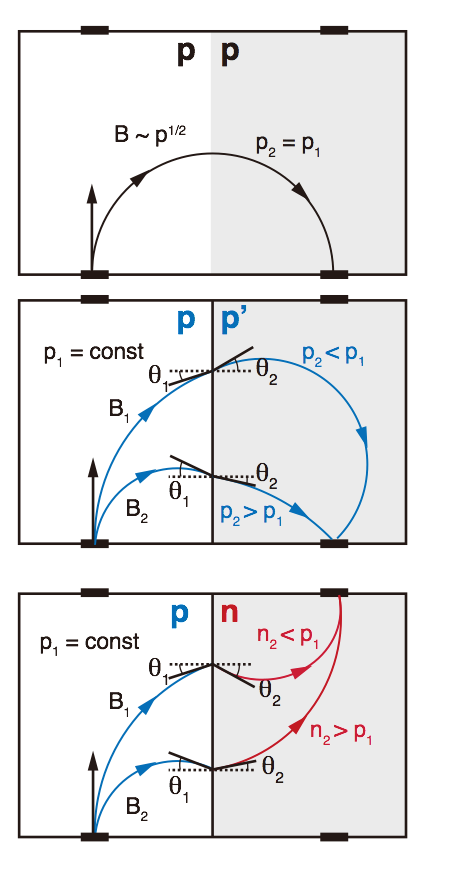 p p
B ~ p^1/2
p₂ = p₁
p p’
p₁ = const
p₂ < p₁
θ₁ θ₂
B₁
θ₁ θ₂
B₂
p₂ > p₁
p n
p₁ = const
n₂ < p₁
θ₁ θ₂
B₁
n₂ > p₁
θ₁ θ₂
B₂